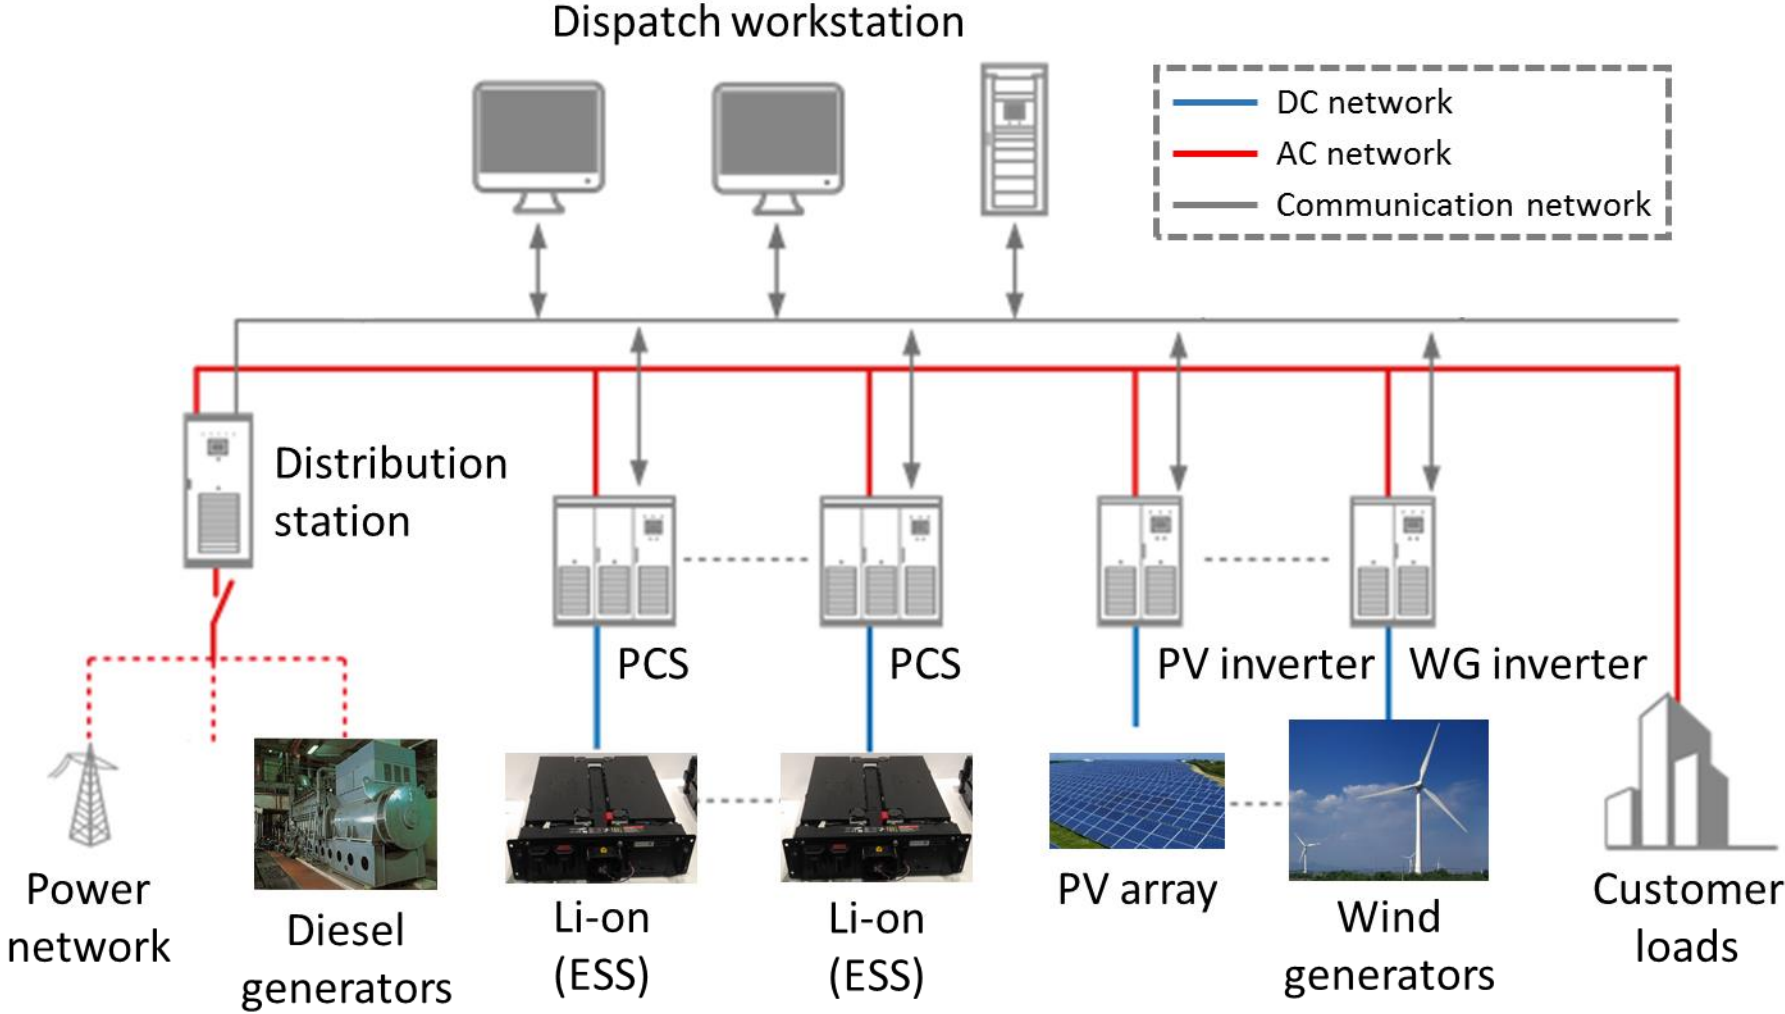 Dispatch workstation
DC network
AC network
Communication network
Distribution
station
PCS
PCS
PV inverter
WG inverter
Power
network
Diesel
generators
Li-on
(ESS)
Li-on
(ESS)
PV array
Wind
generators
Customer
loads